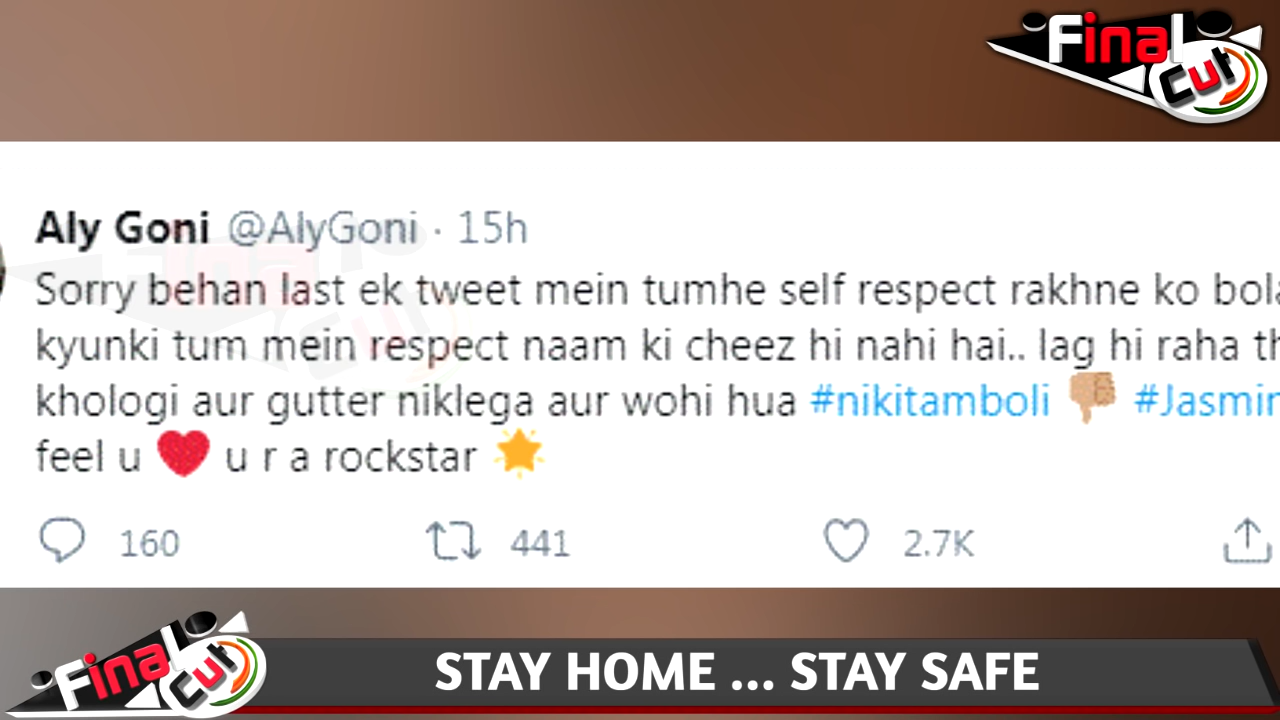 Final
Cut
Aly Goni @AlyGoni · 15h
Sorry behan last ek tweet mein tumhe self respect rakhne ko
kyunki tum mein respect naam ki cheez hi nahi hai.. lag hi raha
khologi aur gutter niklega aur wohi hua #nikitamboli 👎🏽
feel u ❤️ u r a rockstar 🌟
160 441 2.7K
Final
Cut
STAY HOME ... STAY SAFE